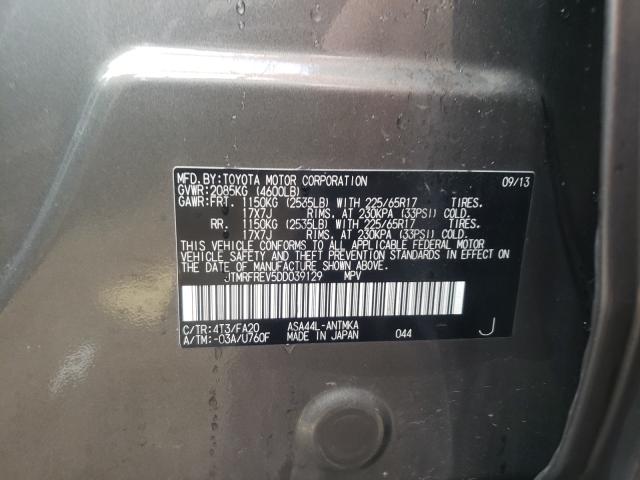 MFD.BY:TOYOTA MOTOR CORPORATION 09/13
GVWR:2085KG (4600LB)
GAWR:FRT. 1150KG (2535LB) WITH 225/65R17 TIRES.
17X7J RIMS. AT 230KPA (33PSI) COLD.
RR. 1150KG (2535LB) WITH 225/65R17 TIRES.
17X7J RIMS. AT 230KPA (33PSI) COLD.
THIS VEHICLE CONFORMS TO ALL APPLICABLE FEDERAL MOTOR
VEHICLE SAFETY AND THEFT PREVENTION STANDARDS IN EFFECT
ON THE DATE OF MANUFACTURE SHOWN ABOVE.
JTMRFREV5DD039129 MPV
C/TR:4T3/FA20 ASA44L-ANTMKA
A/TM:-03A/U760F MADE IN JAPAN 044 J